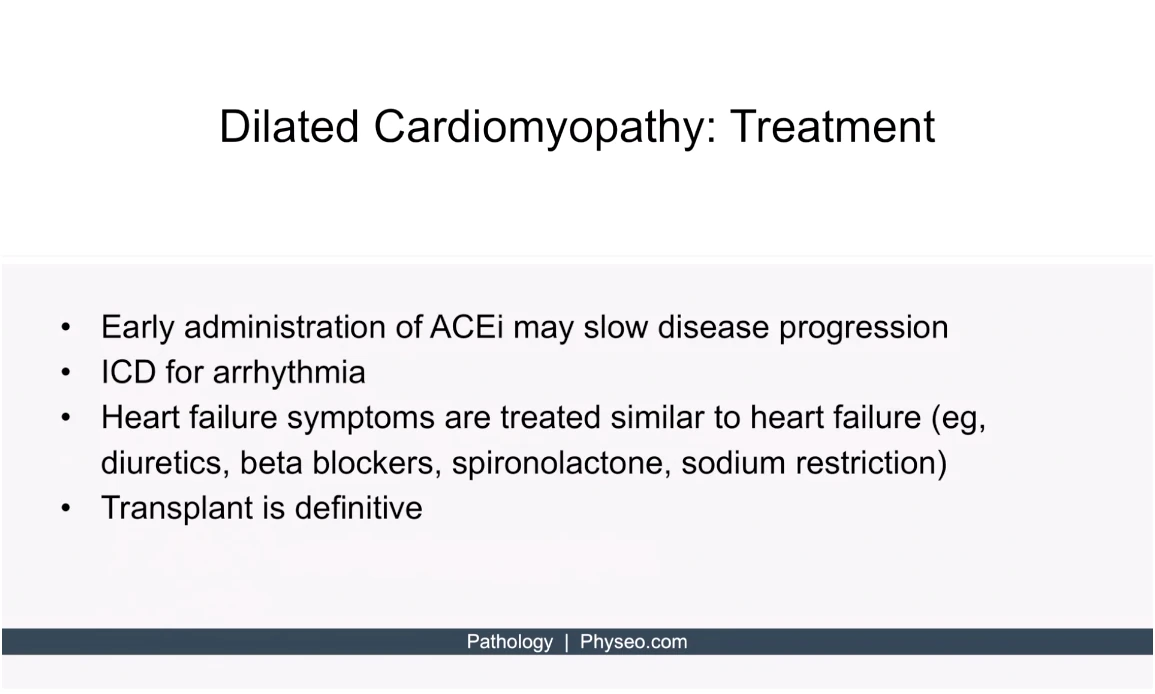 Dilated Cardiomyopathy: Treatment
• Early administration of ACEi may slow disease progression
• ICD for arrhythmia
• Heart failure symptoms are treated similar to heart failure (eg,
diuretics, beta blockers, spironolactone, sodium restriction)
• Transplant is definitive
Pathology | Physeo.com